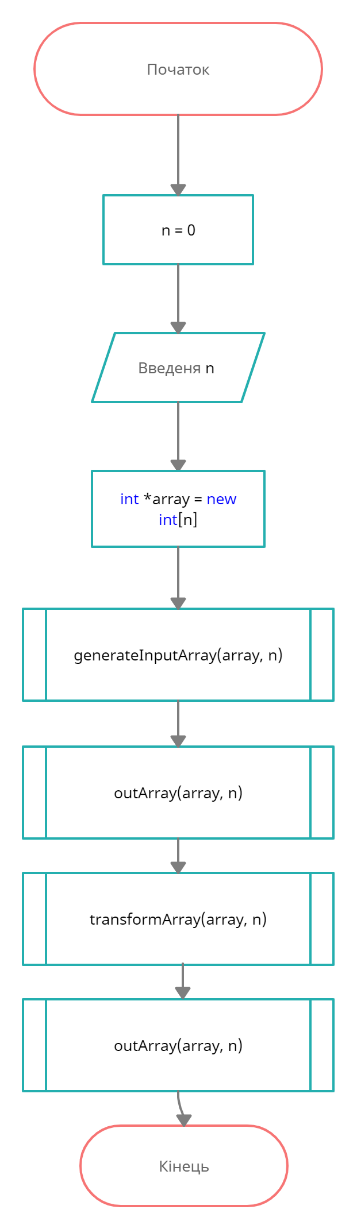 Початок
n = 0
Введеня n
int *array = new
int[n]
generateInputArray(array, n)
outArray(array, n)
transformArray(array, n)
outArray(array, n)
Кінець